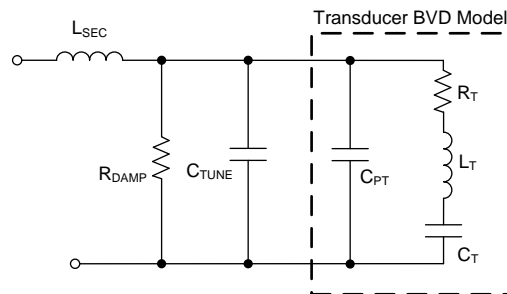 Transducer BVD Model
LSEC
RT
RDAMP
CTUNE
CPT
LT
CT